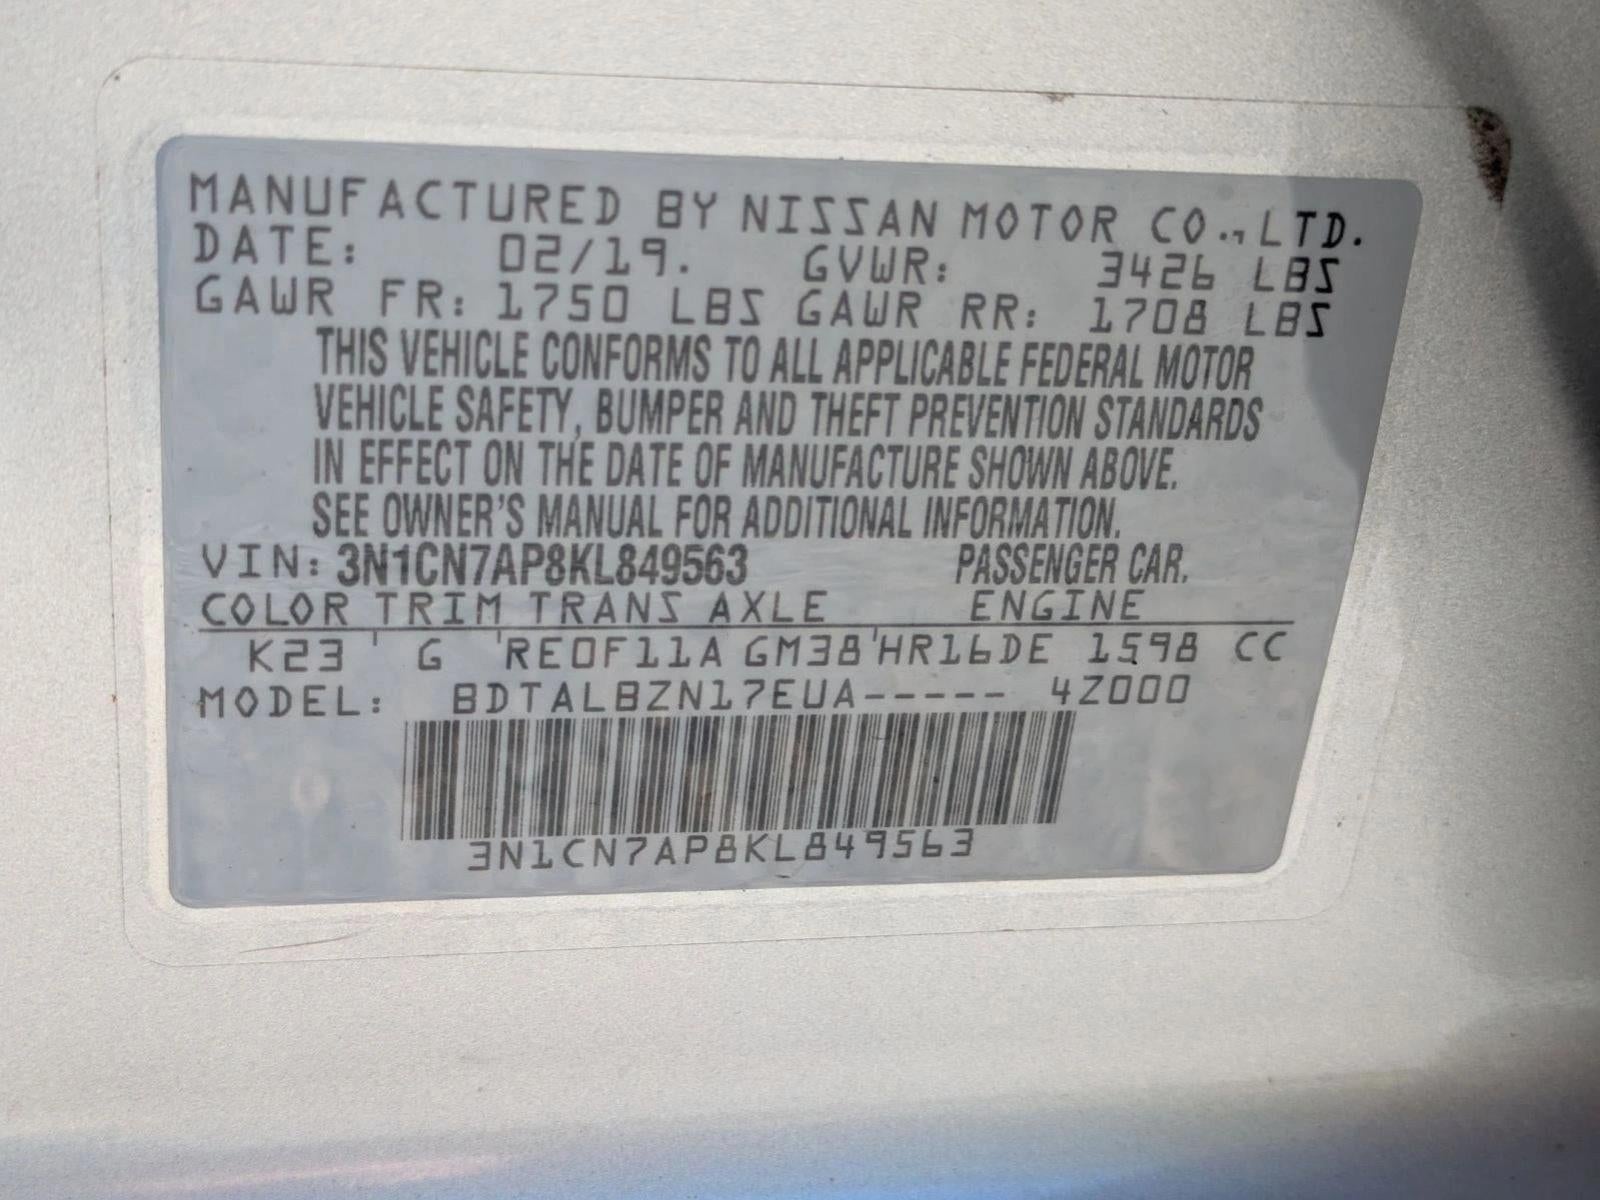 MANUFACTURED BY NISSAN MOTOR CO., LTD.
DATE: 02/19. GVWR: 3426 LBS
GAWR FR: 1750 LBS GAWR RR: 1708 LBS
THIS VEHICLE CONFORMS TO ALL APPLICABLE FEDERAL MOTOR
VEHICLE SAFETY, BUMPER AND THEFT PREVENTION STANDARDS
IN EFFECT ON THE DATE OF MANUFACTURE SHOWN ABOVE.
SEE OWNER'S MANUAL FOR ADDITIONAL INFORMATION.
VIN: 3N1CN7AP8KL849563 PASSENGER CAR.
COLOR TRIM TRANS AXLE ENGINE
K23 ' G 'RE0F11A GM38'HR16DE 1598 CC
MODEL: BDTALBZN17EUA----- 4Z000
3N1CN7AP8KL849563